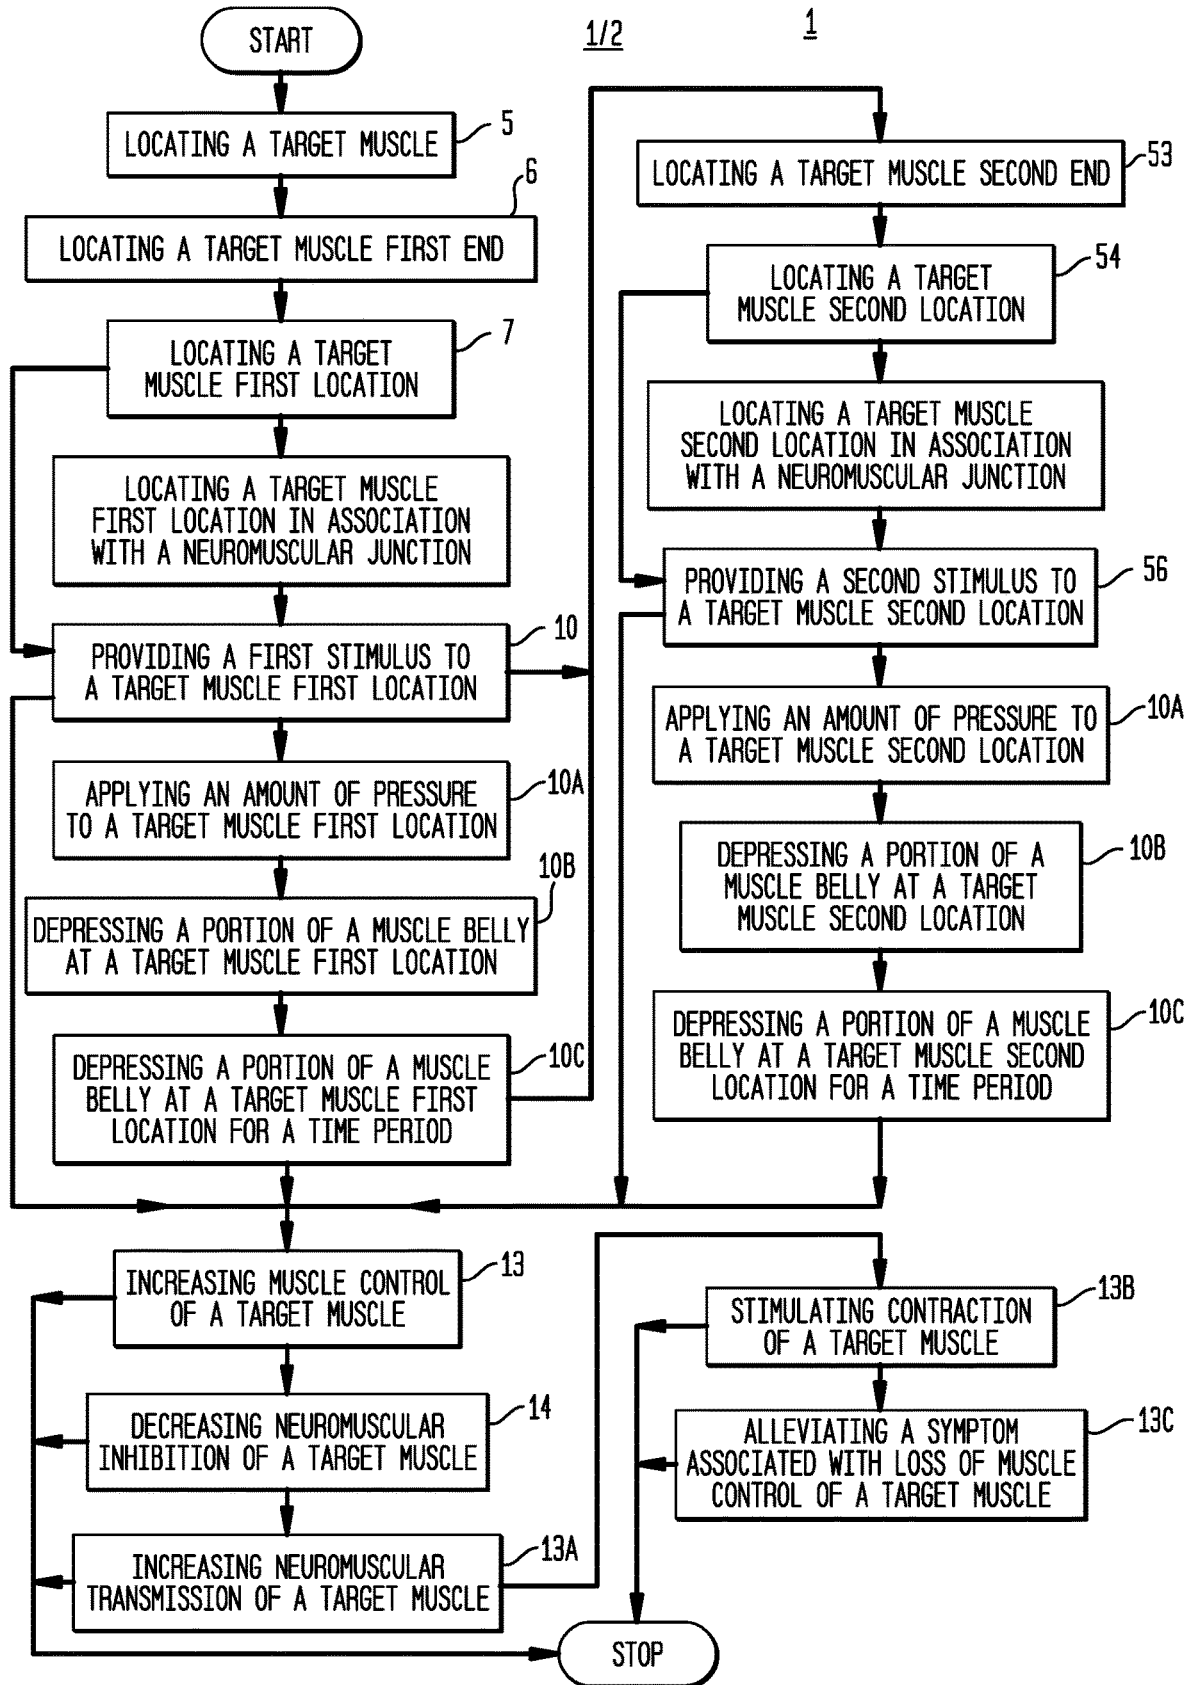 1/2
1
START
LOCATING A TARGET MUSCLE
5
LOCATING A TARGET MUSCLE FIRST END
6
LOCATING A TARGET
MUSCLE FIRST LOCATION
7
LOCATING A TARGET MUSCLE
FIRST LOCATION IN ASSOCIATION
WITH A NEUROMUSCULAR JUNCTION
PROVIDING A FIRST STIMULUS TO
A TARGET MUSCLE FIRST LOCATION
10
APPLYING AN AMOUNT OF PRESSURE
TO A TARGET MUSCLE FIRST LOCATION
10A
DEPRESSING A PORTION OF A MUSCLE BELLY
AT A TARGET MUSCLE FIRST LOCATION
10B
DEPRESSING A PORTION OF A MUSCLE
BELLY AT A TARGET MUSCLE FIRST
LOCATION FOR A TIME PERIOD
10C
LOCATING A TARGET MUSCLE SECOND END
53
LOCATING A TARGET
MUSCLE SECOND LOCATION
54
LOCATING A TARGET MUSCLE
SECOND LOCATION IN ASSOCIATION
WITH A NEUROMUSCULAR JUNCTION
PROVIDING A SECOND STIMULUS TO
A TARGET MUSCLE SECOND LOCATION
56
APPLYING AN AMOUNT OF PRESSURE TO
A TARGET MUSCLE SECOND LOCATION
10A
DEPRESSING A PORTION OF A
MUSCLE BELLY AT A TARGET
MUSCLE SECOND LOCATION
10B
DEPRESSING A PORTION OF A MUSCLE
BELLY AT A TARGET MUSCLE SECOND
LOCATION FOR A TIME PERIOD
10C
INCREASING MUSCLE CONTROL
OF A TARGET MUSCLE
13
DECREASING NEUROMUSCULAR
INHIBITION OF A TARGET MUSCLE
14
INCREASING NEUROMUSCULAR
TRANSMISSION OF A TARGET MUSCLE
13A
STIMULATING CONTRACTION
OF A TARGET MUSCLE
13B
ALLEVIATING A SYMPTOM
ASSOCIATED WITH LOSS OF MUSCLE
CONTROL OF A TARGET MUSCLE
13C
STOP